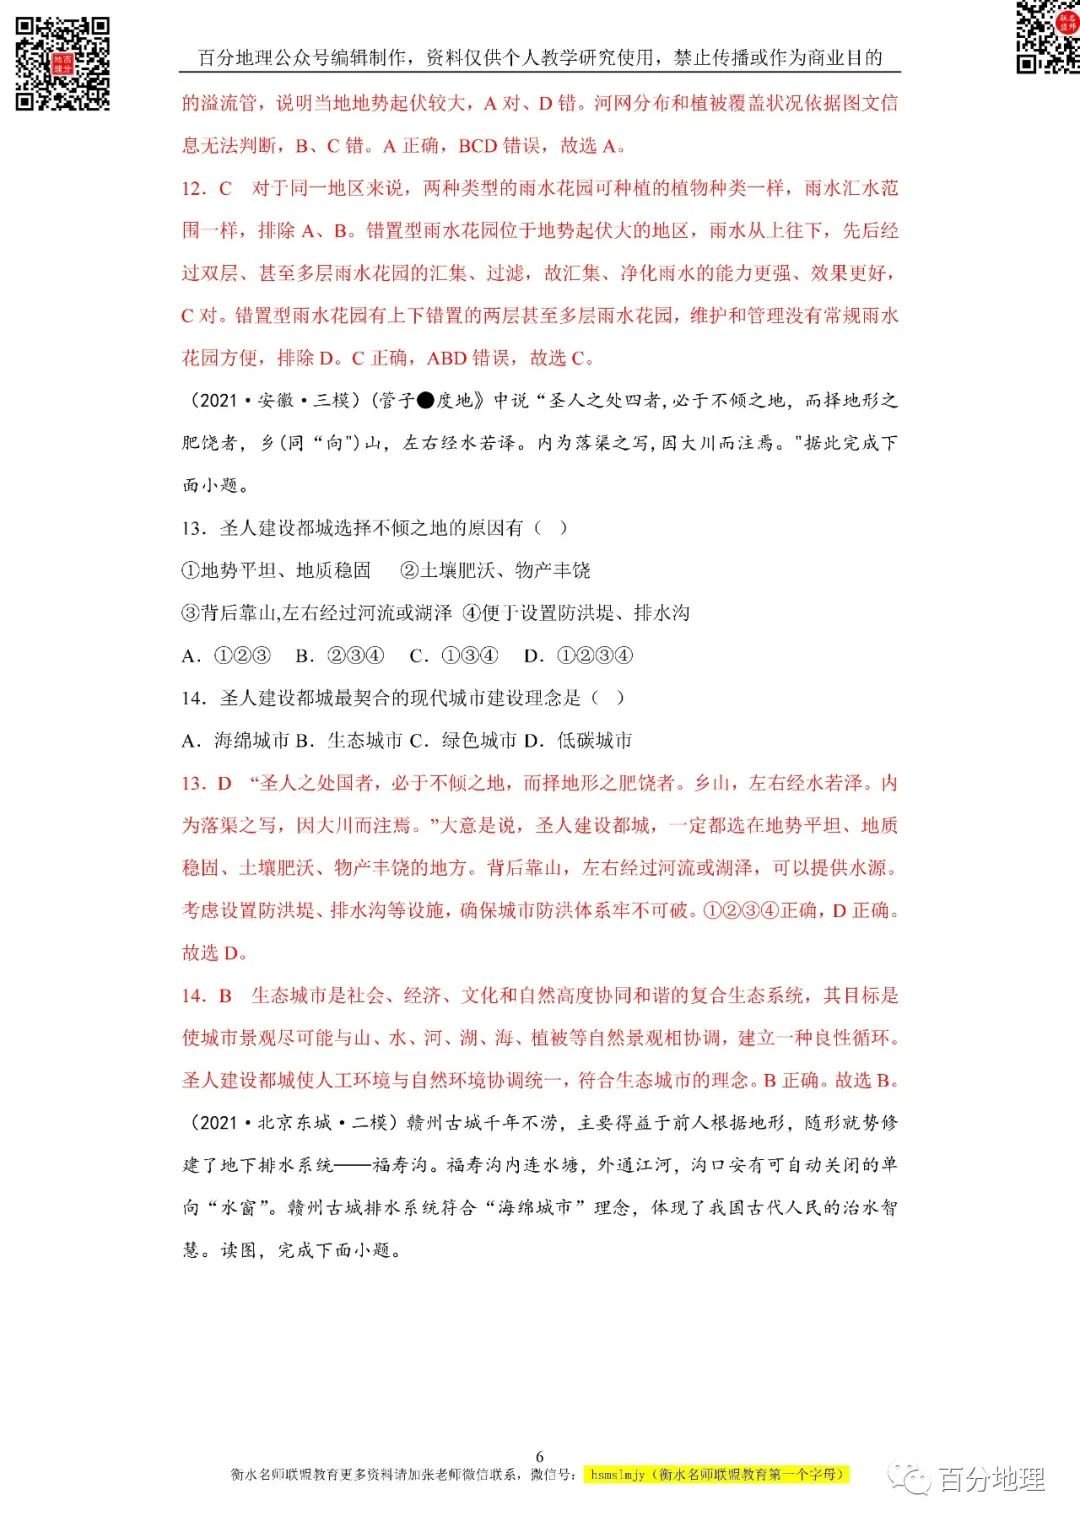 百分地理公众号编辑制作，资料仅供个人教学研究使用，禁止传播或作为商业目的
的溢流管，说明当地地势起伏较大，A 对、D 错。河网分布和植被覆盖状况依据图文信
息无法判断，B、C 错。A 正确，BCD 错误，故选 A。
12．C　对于同一地区来说，两种类型的雨水花园可种植的植物种类一样，雨水汇水范
围一样，排除 A、B。错置型雨水花园位于地势起伏大的地区，雨水从上往下，先后经
过双层、甚至多层雨水花园的汇集、过滤，故汇集、净化雨水的能力更强、效果更好，
C 对。错置型雨水花园有上下错置的两层甚至多层雨水花园，维护和管理没有常规雨水
花园方便，排除 D。C 正确，ABD 错误，故选 C。
（2021·安徽·三模）(管子●度地》中说“圣人之处四者,必于不倾之地，而择地形之
肥饶者，乡(同“向")山，左右经水若译。内为落渠之写,因大川而注焉。"据此完成下
面小题。
13．圣人建设都城选择不倾之地的原因有（　）
①地势平坦、地质稳固　②土壤肥沃、物产丰饶
③背后靠山,左右经过河流或湖泽 ④便于设置防洪堤、排水沟
A．①②③　B．②③④　C．①③④　D．①②③④
14．圣人建设都城最契合的现代城市建设理念是（　）
A．海绵城市 B．生态城市 C．绿色城市 D．低碳城市
13．D　“圣人之处国者，必于不倾之地，而择地形之肥饶者。乡山，左右经水若泽。内
为落渠之写，因大川而注焉。”大意是说，圣人建设都城，一定都选在地势平坦、地质
稳固、土壤肥沃、物产丰饶的地方。背后靠山，左右经过河流或湖泽，可以提供水源。
考虑设置防洪堤、排水沟等设施，确保城市防洪体系牢不可破。①②③④正确，D 正确。
故选 D。
14．B　生态城市是社会、经济、文化和自然高度协同和谐的复合生态系统，其目标是
使城市景观尽可能与山、水、河、湖、海、植被等自然景观相协调，建立一种良性循环。
圣人建设都城使人工环境与自然环境协调统一，符合生态城市的理念。B 正确。故选 B。
（2021·北京东城·二模）赣州古城千年不涝，主要得益于前人根据地形，随形就势修
建了地下排水系统——福寿沟。福寿沟内连水塘，外通江河，沟口安有可自动关闭的单
向“水窗”。赣州古城排水系统符合“海绵城市”理念，体现了我国古代人民的治水智
慧。读图，完成下面小题。
6
衡水名师联盟教育更多资料请加张老师微信联系，微信号： hsmslmjy（衡水名师联盟教育第一个字母）
百分地理